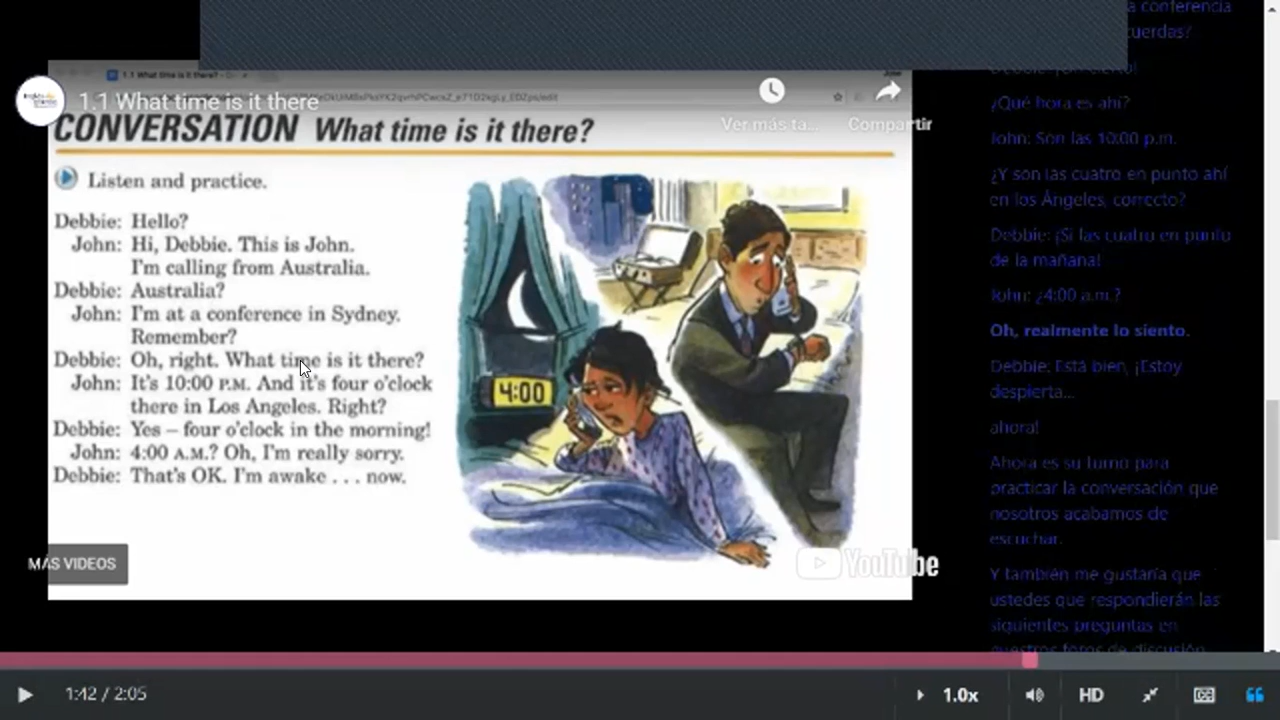 1.1 What time is it there
Ver más ta...
Compartir
CONVERSATION What time is it there?
Listen and practice.
Debbie: Hello?
John: Hi, Debbie. This is John.
I'm calling from Australia.
Debbie: Australia?
John: I'm at a conference in Sydney.
Remember?
Debbie: Oh, right. What time is it there?
John: It's 10:00 P.M. And it's four o'clock
there in Los Angeles. Right?
Debbie: Yes – four o'clock in the morning!
John: 4:00 A.M.? Oh, I'm really sorry.
Debbie: That's OK. I'm awake . . . now.
4:00
MÁS VIDEOS
YouTube
a conferencia
¿Qué hora es ahí?
John: Son las 10:00 p.m.
¿Y son las cuatro en punto ahí
en los Ángeles, correcto?
Debbie: ¡Si las cuatro en punto
de la mañana!
John: ¿4:00 a.m.?
Oh, realmente lo siento.
Debbie: Está bien, ¡Estoy
despierta...
ahora!
Ahora es su turno para
practicar la conversación que
nosotros acabamos de
escuchar.
Y también me gustaría que
ustedes que respondierán las
siguientes preguntas en
nuestros foros de discusión
1:42 / 2:05
1.0x
HD
CC